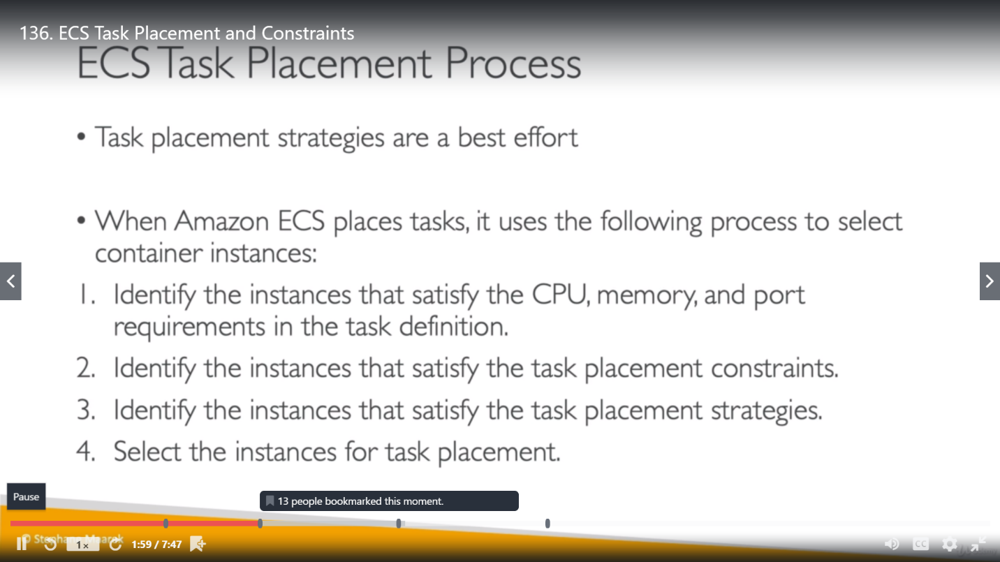 136. ECS Task Placement and Constraints
ECS Task Placement Process
• Task placement strategies are a best effort
• When Amazon ECS places tasks, it uses the following process to select
container instances:
1. Identify the instances that satisfy the CPU, memory, and port
requirements in the task definition.
2. Identify the instances that satisfy the task placement constraints.
3. Identify the instances that satisfy the task placement strategies.
4. Select the instances for task placement.
Pause
13 people bookmarked this moment.
© Stephane Maarek
1x
1:59 / 7:47
CC